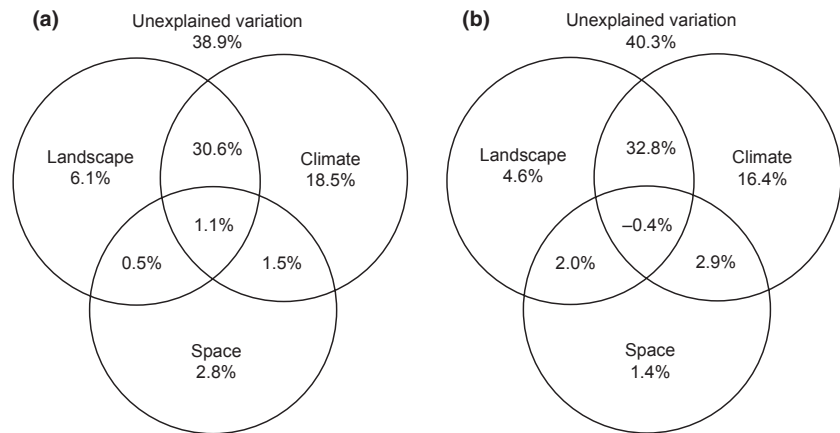 (a)
Unexplained variation
38.9%
Landscape
6.1%
30.6%
Climate
18.5%
1.1%
0.5%
1.5%
Space
2.8%
(b)
Unexplained variation
40.3%
Landscape
4.6%
32.8%
Climate
16.4%
–0.4%
2.0%
2.9%
Space
1.4%